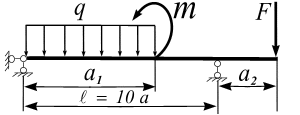 q
m
F
a₁
a₂
ℓ = 10 a